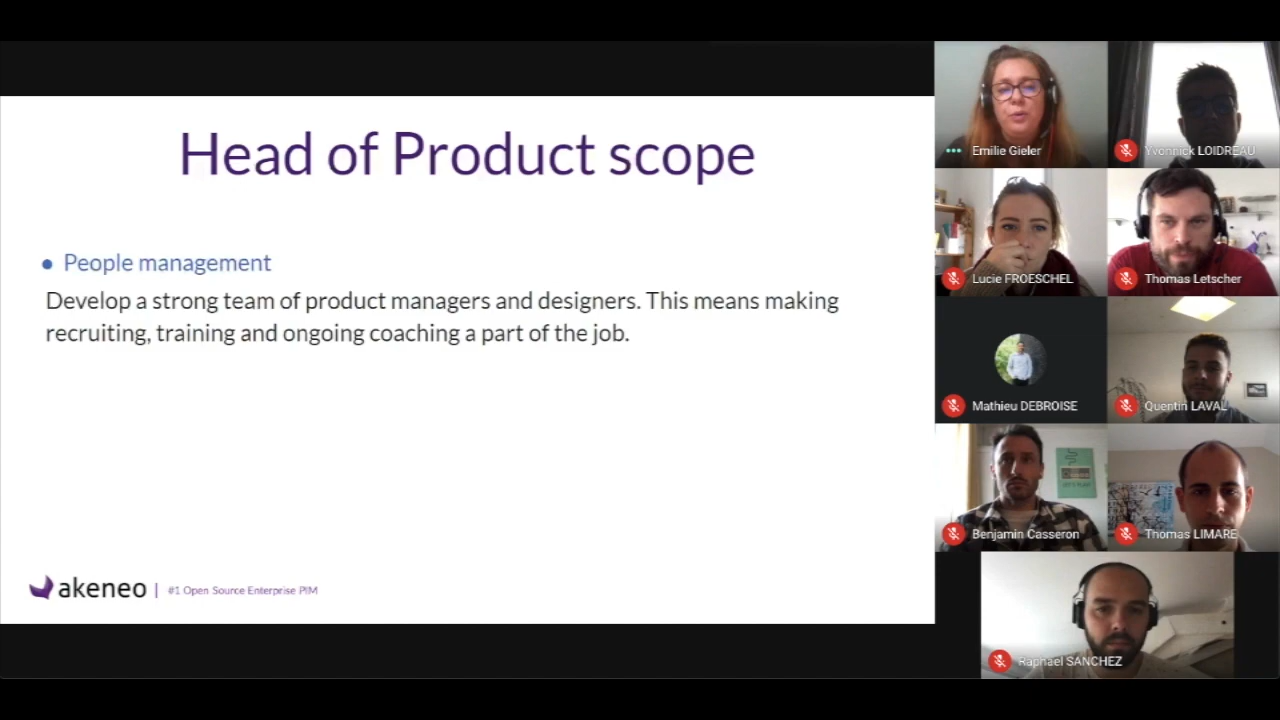 Head of Product scope
• People management
Develop a strong team of product managers and designers. This means making
recruiting, training and ongoing coaching a part of the job.
akeneo | #1 Open Source Enterprise PIM
Emilie Gieler
Yvonnick LOIDREAU
Lucie FROESCHEL
Thomas Letscher
Mathieu DEBROISE
Quentin LAVAL
Benjamin Casseron
Thomas LIMARE
Raphael SANCHEZ